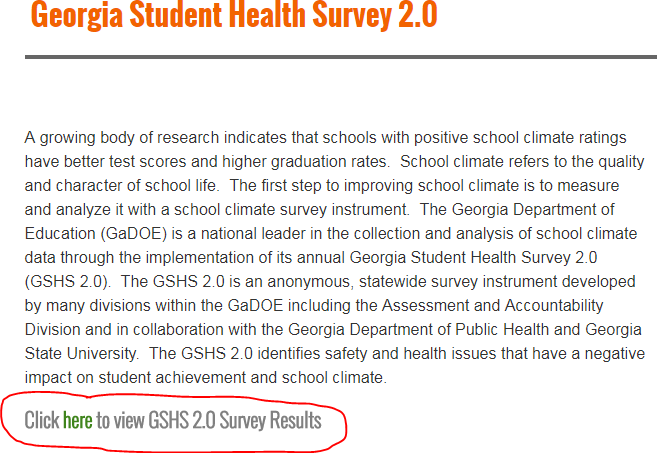 Georgia Student Health Survey 2.0
A growing body of research indicates that schools with positive school climate ratings
have better test scores and higher graduation rates.  School climate refers to the quality
and character of school life.  The first step to improving school climate is to measure
and analyze it with a school climate survey instrument.  The Georgia Department of
Education (GaDOE) is a national leader in the collection and analysis of school climate
data through the implementation of its annual Georgia Student Health Survey 2.0
(GSHS 2.0).  The GSHS 2.0 is an anonymous, statewide survey instrument developed
by many divisions within the GaDOE including the Assessment and Accountability
Division and in collaboration with the Georgia Department of Public Health and Georgia
State University.  The GSHS 2.0 identifies safety and health issues that have a negative
impact on student achievement and school climate.
Click here to view GSHS 2.0 Survey Results